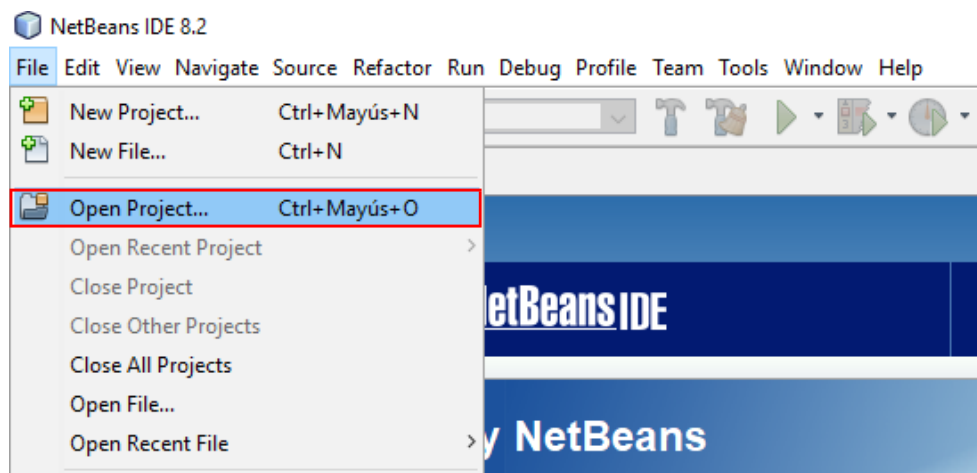 NetBeans IDE 8.2
File Edit View Navigate Source Refactor Run Debug Profile Team Tools Window Help
New Project... Ctrl+Mayús+N
New File... Ctrl+N
Open Project... Ctrl+Mayús+O
Open Recent Project
Close Project
Close Other Projects
Close All Projects
Open File...
Open Recent File
etBeans IDE
y NetBeans